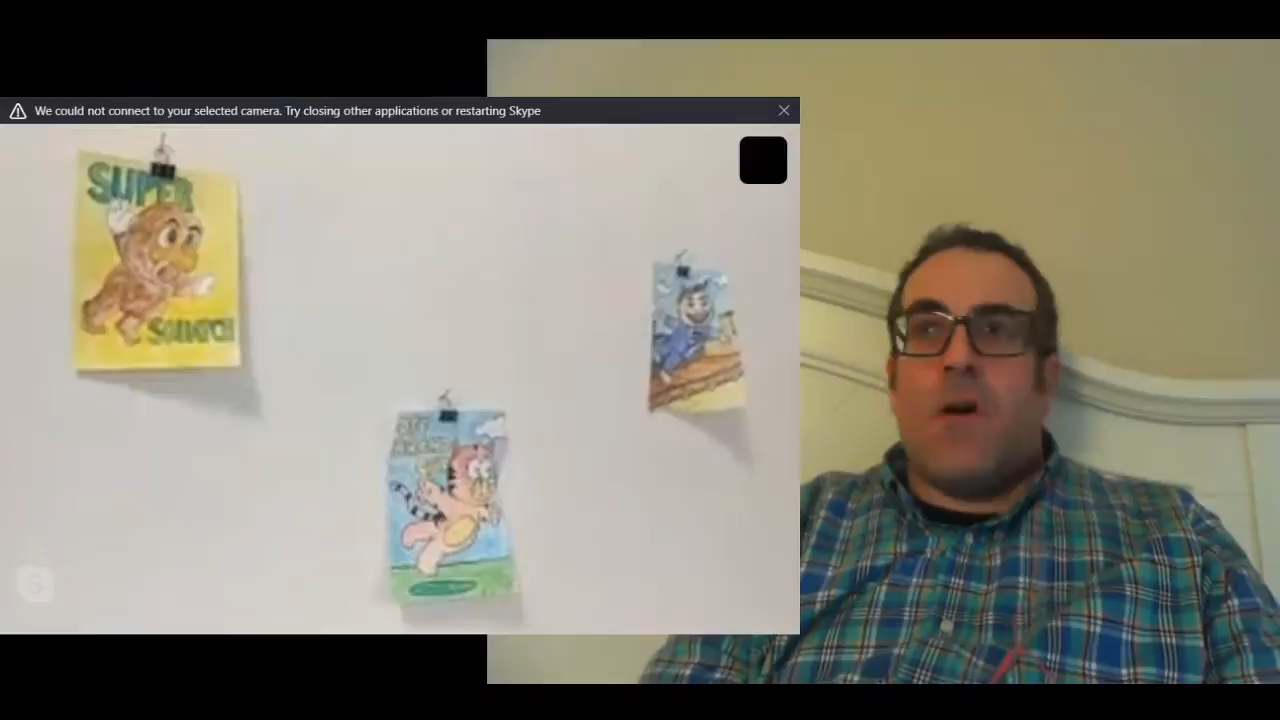 We could not connect to your selected camera. Try closing other applications or restarting Skype
SUPER
SQUATCH